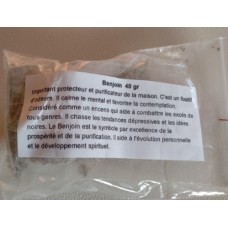 Benjoin 40 gr
Important protecteur et purificateur de la maison. C'est un fixatif
d'odeurs. Il calme le mental et favorise la contemplation.
Considéré comme un encens qui aide à combattre les excès de
tous genres. Il chasse les tendances dépressives et les idées
noires. Le Benjoin est le symbole par excellence de la
prospérité et de la purification. Il aide à l'évolution personnelle
et le développement spirituel.